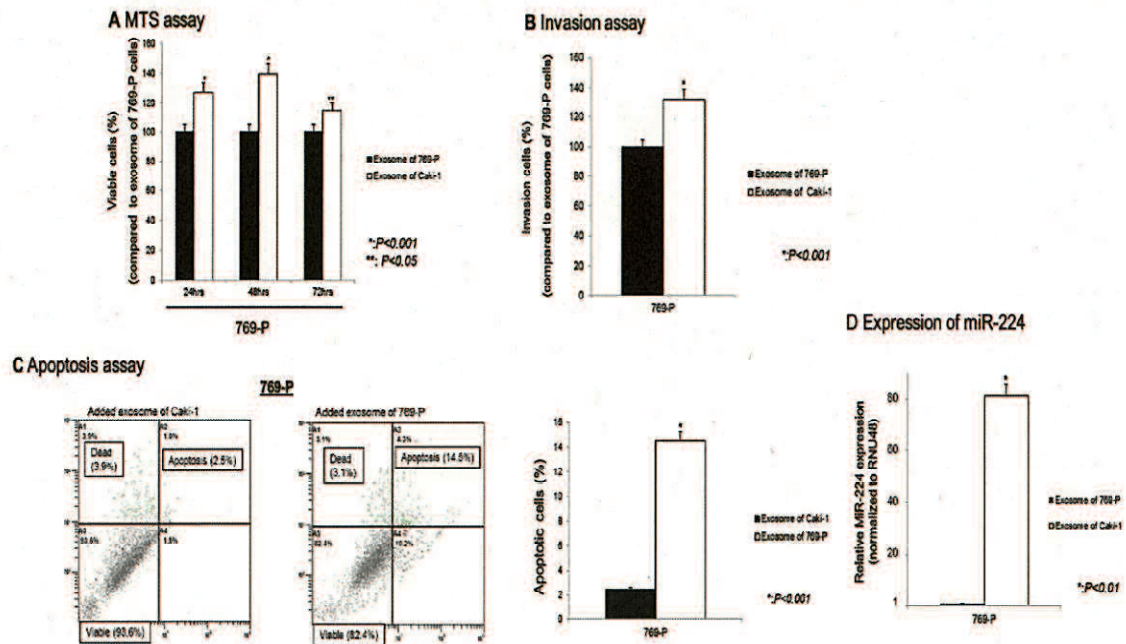 A MTS assay
Viable cells (%)
(compared to exosome of 769-P cells)
160
140
120
100
80
60
40
20
0
*
*
**
24hrs
48hrs
72hrs
769-P
■Exosome of 769-P
□Exosome of Caki-1
*:P<0.001
**: P<0.05
B Invasion assay
Invasion cells (%)
(compared to exosome of 769-P cells)
160
140
120
100
80
60
40
20
0
*
769-P
■Exosome of 769-P
□Exosome of Caki-1
*:P<0.001
C Apoptosis assay
769-P
Added exosome of Caki-1
Dead
(3.9%)
Apoptosis (2.5%)
Viable (93.6%)
Added exosome of 769-P
Dead
(3.1%)
Apoptosis (14.5%)
Viable (82.4%)
Apoptotic cells (%)
16
14
12
10
8
6
4
2
0
*
769-P
■Exosome of Caki-1
□Exosome of 769-P
*:P<0.001
D Expression of miR-224
Relative MiR-224 expression
(normalized to RNU48)
80
60
40
20
1
*
769-P
■ Exosome of 769-P
□Exosome of Caki-1
*:P<0.01